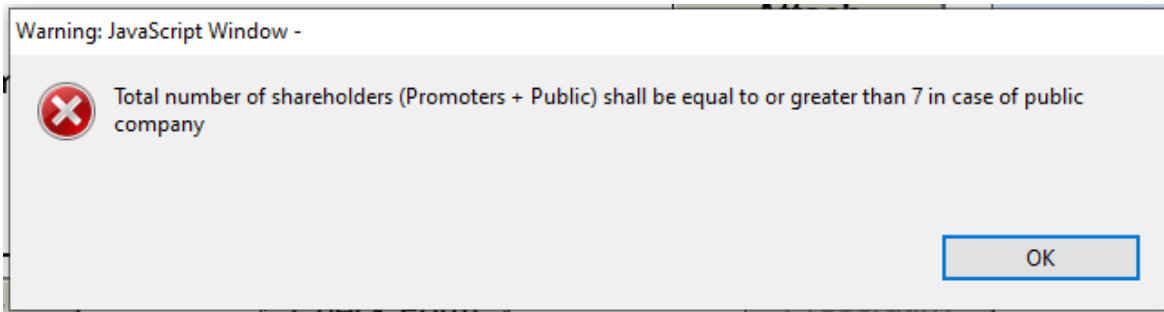 Warning: JavaScript Window -
Total number of shareholders (Promoters + Public) shall be equal to or greater than 7 in case of public
company
OK